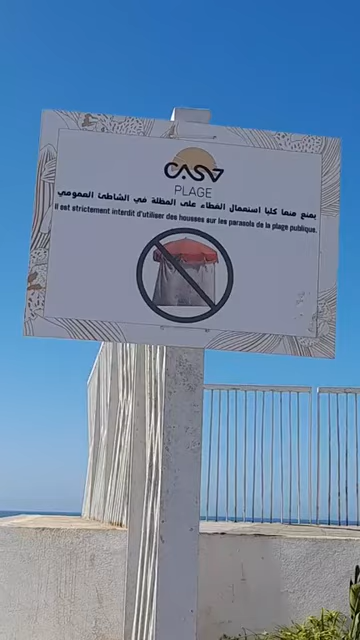 CASA
PLAGE
يمنع منعا كليا استعمال الغطاء على المظلة في الشاطئ العمومي
Il est strictement interdit d'utiliser des housses sur les parasols de la plage publique.